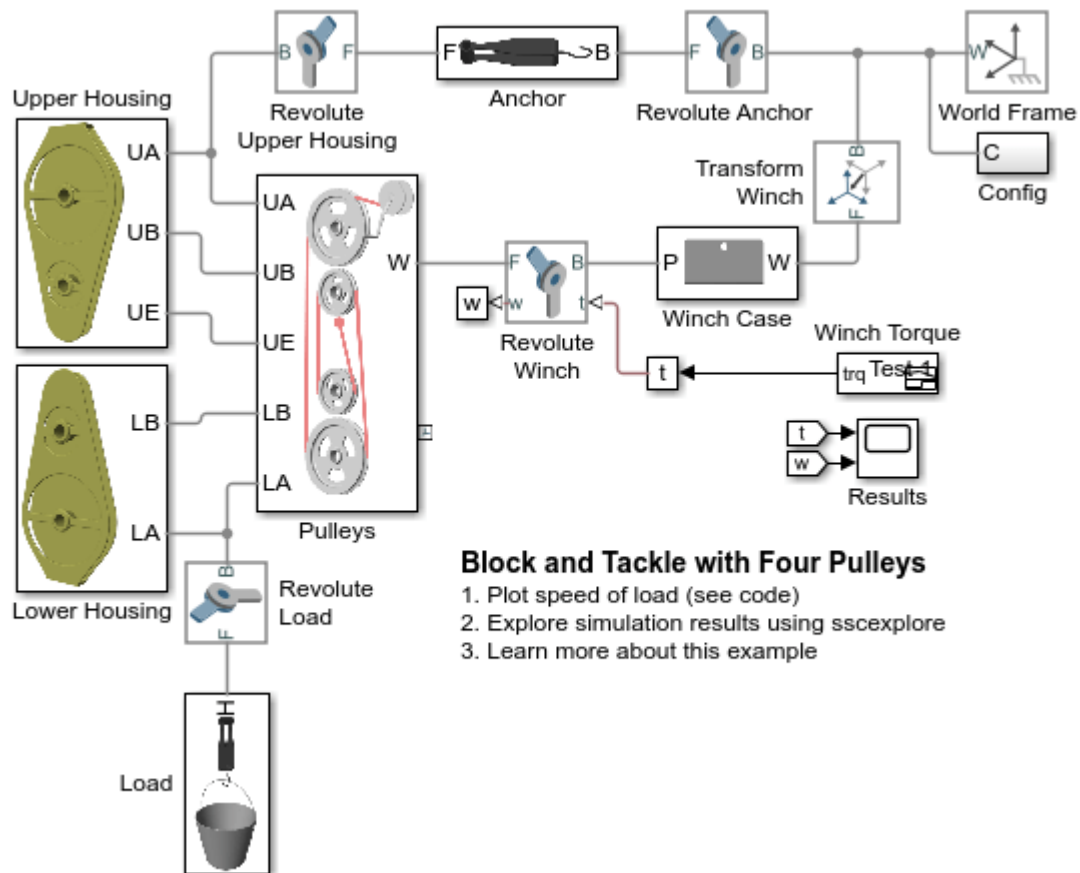 B
F
F
B
F
B
W
Revolute
Upper Housing
Anchor
Revolute Anchor
World Frame
Upper Housing
UA
UB
UE
UA
UB
UE
LB
LA
W
Pulleys
Transform
Winch
B
F
C
Config
F
B
w
t
w
Revolute
Winch
P
W
Winch Case
Winch Torque
trq
Test 1
t
t
w
Results
LB
LA
Lower Housing
B
F
Revolute
Load
Block and Tackle with Four Pulleys
1. Plot speed of load (see code)
2. Explore simulation results using sscexplore
3. Learn more about this example
H
Load